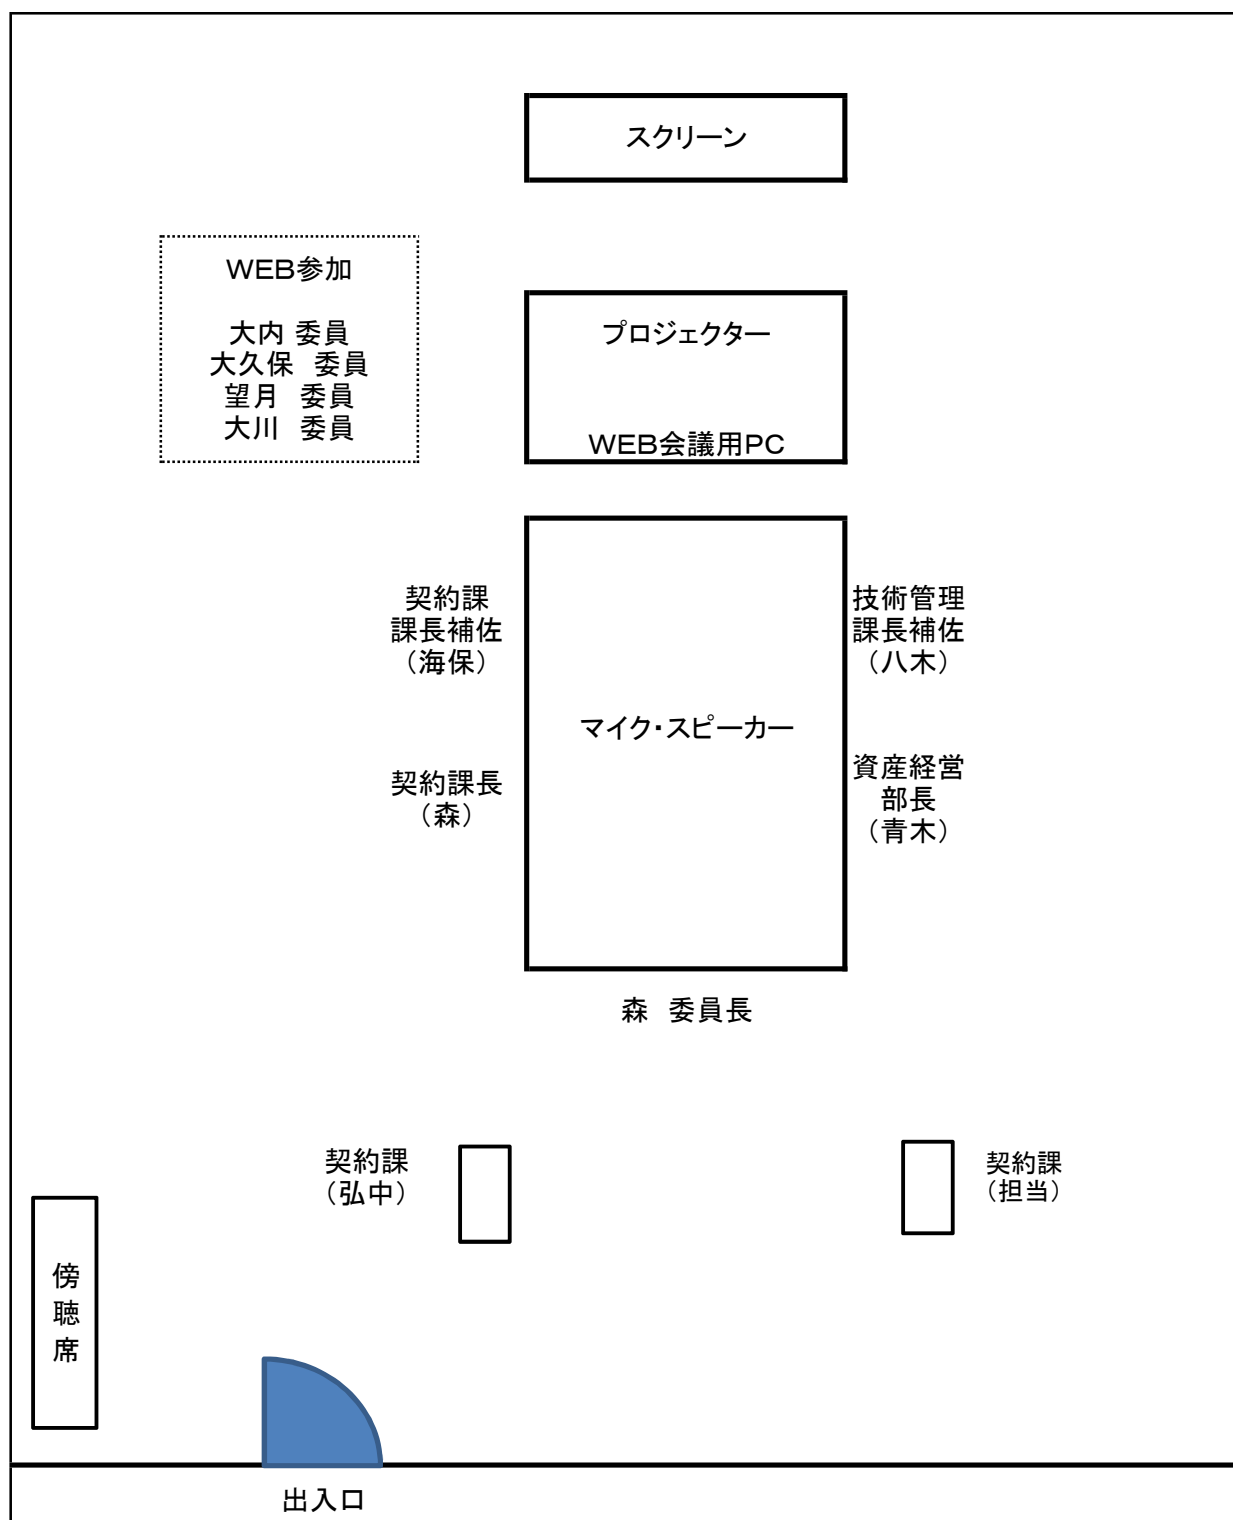 スクリーン
WEB参加
大内 委員
大久保　委員
望月　委員
大川　委員
プロジェクター
WEB会議用PC
契約課
課長補佐
（海保）
技術管理
課長補佐
（八木）
マイク・スピーカー
契約課長
（森）
資産経営
部長
（青木）
森　委員長
契約課
（弘中）
契約課
（担当）
傍
聴
席
出入口